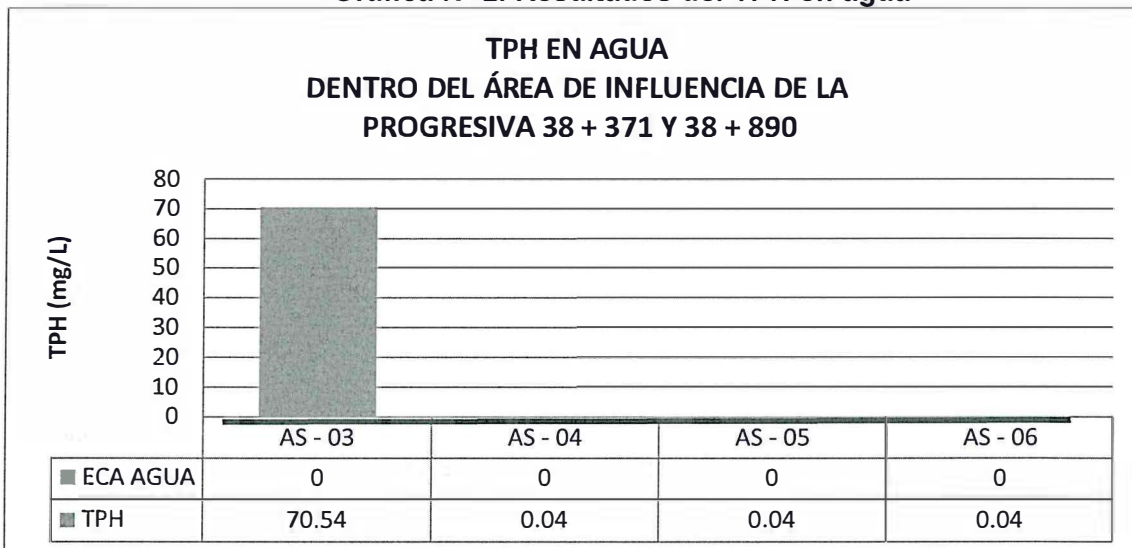 TPH EN AGUA
DENTRO DEL ÁREA DE INFLUENCIA DE LA
PROGRESIVA 38 + 371 Y 38 + 890
TPH (mg/L)
80
70
60
50
40
30
20
10
0
AS - 03 AS - 04 AS - 05 AS - 06
ECA AGUA 0 0 0 0
TPH 70.54 0.04 0.04 0.04